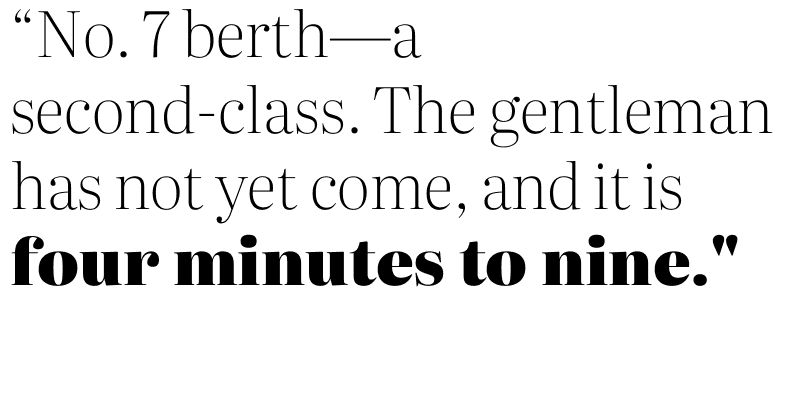 “No. 7 berth—a
second-class. The gentleman
has not yet come, and it is
four minutes to nine."